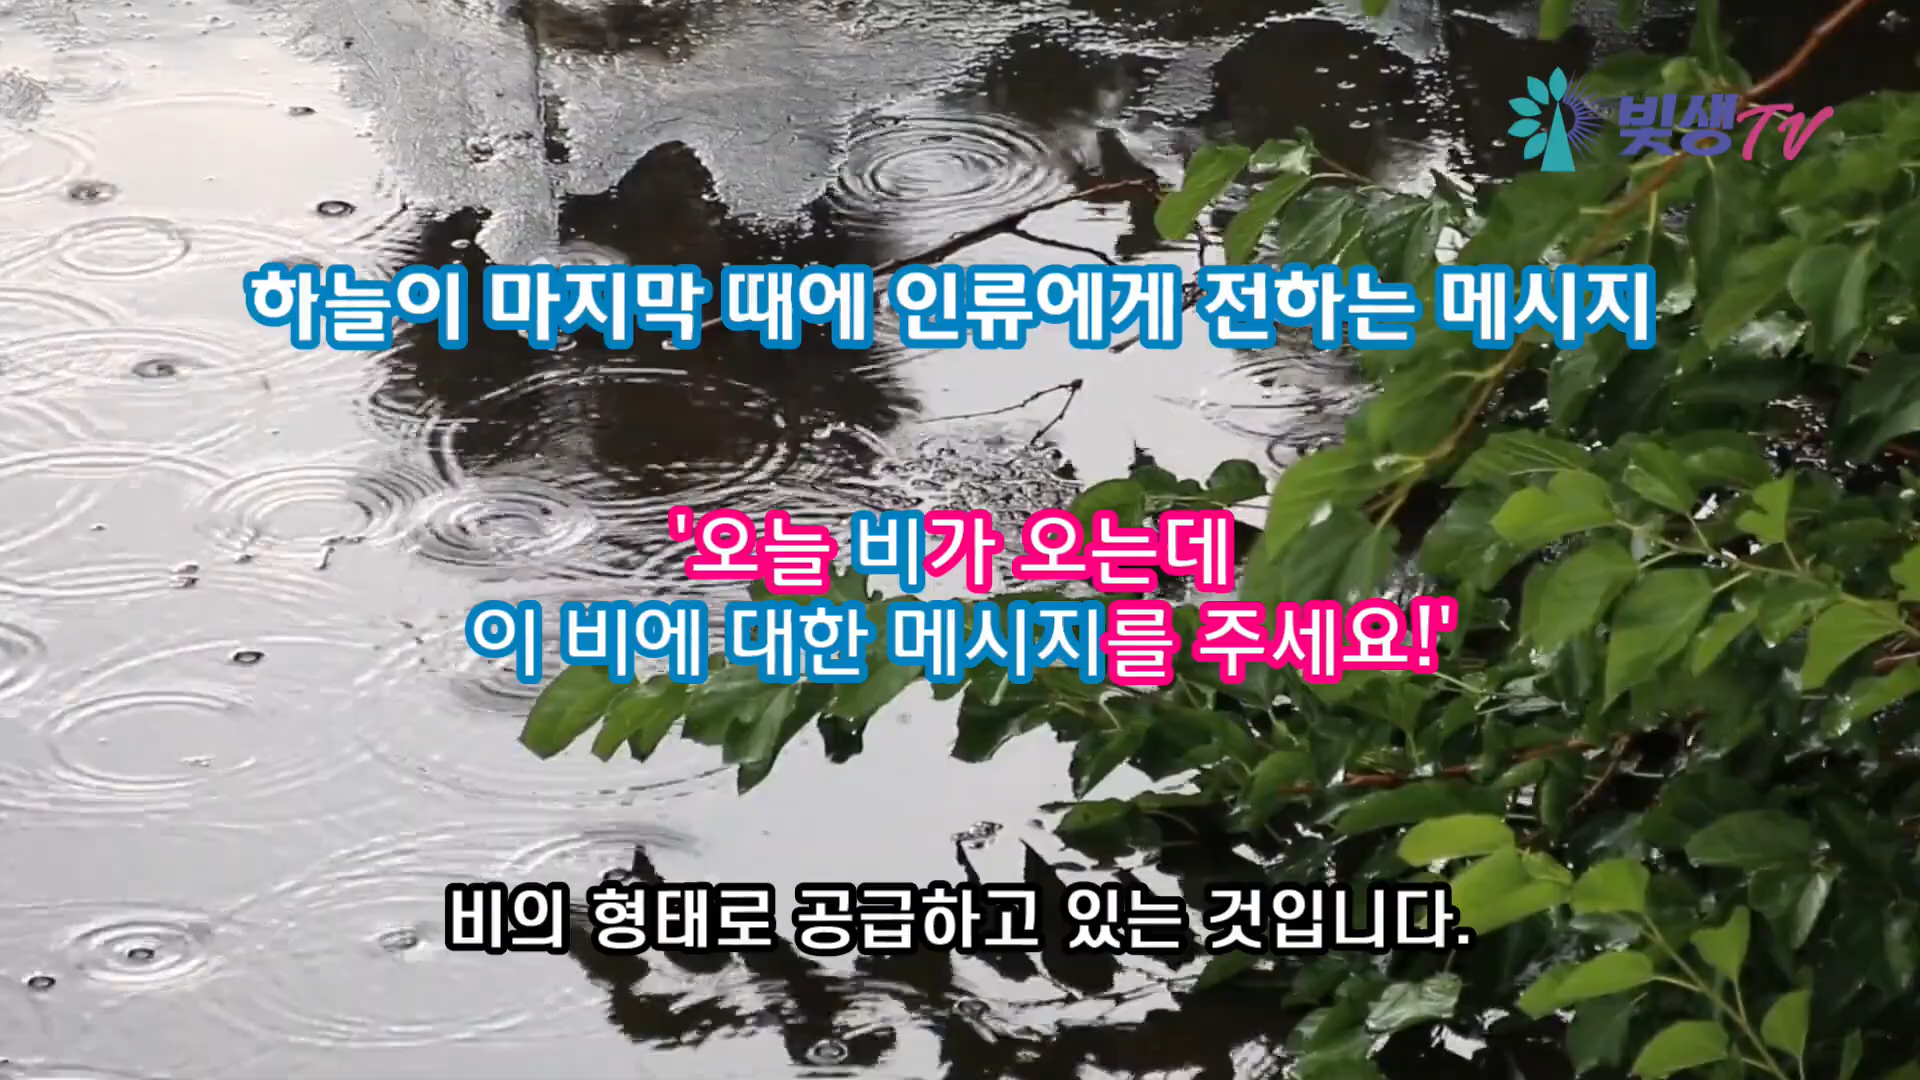 빛생TV
하늘이 마지막 때에 인류에게 전하는 메시지
'오늘 비가 오는데
이 비에 대한 메시지를 주세요!'
비의 형태로 공급하고 있는 것입니다.